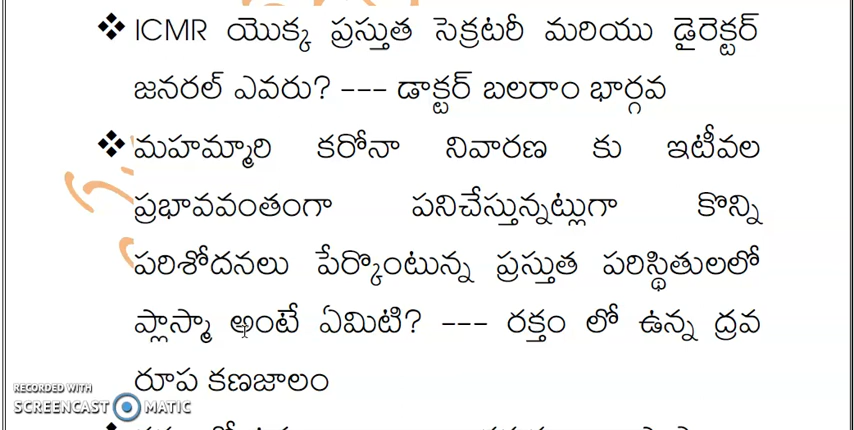 ❖ ICMR యొక్క ప్రస్తుత సెక్రటరీ మరియు డైరెక్టర్
జనరల్ ఎవరు? --- డాక్టర్ బలరాం భార్గవ
❖ మహమ్మారి కరోనా నివారణ కు ఇటీవల
ప్రభావవంతంగా పనిచేస్తున్నట్లుగా కొన్ని
పరిశోదనలు పేర్కొంటున్న ప్రస్తుత పరిస్థితులలో
ప్లాస్మా అంటే ఏమిటి? --- రక్తం లో ఉన్న ద్రవ
రూప కణజాలం
RECORDED WITH
SCREENCAST MATIC